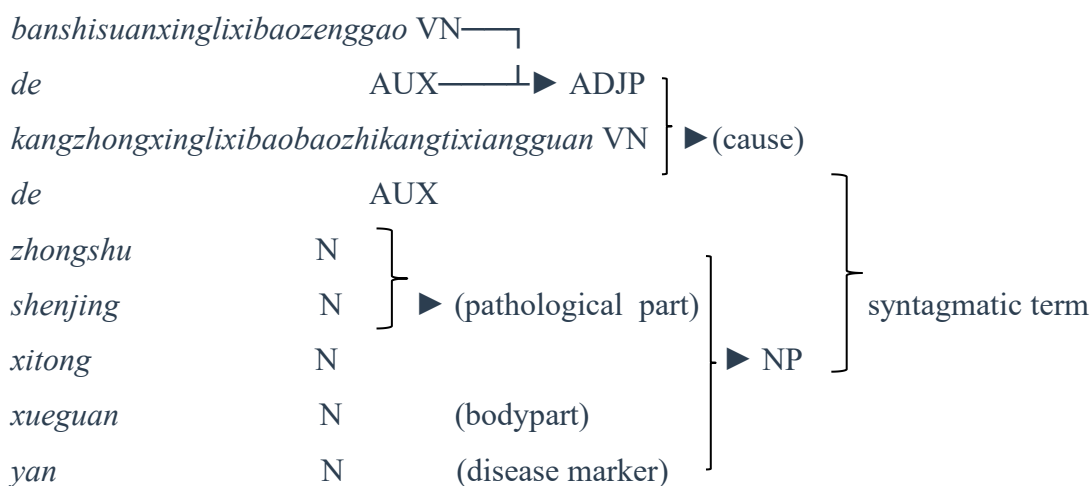 banshisuanxinglixibaozenggao VN
de AUX ► ADJP
kangzhongxinglixibaobaozhikangtixiangguan VN ► (cause)
de AUX
zhongshu N
shenjing N ► (pathological part) syntagmatic term
xitong N ► NP
xueguan N (bodypart)
yan N (disease marker)